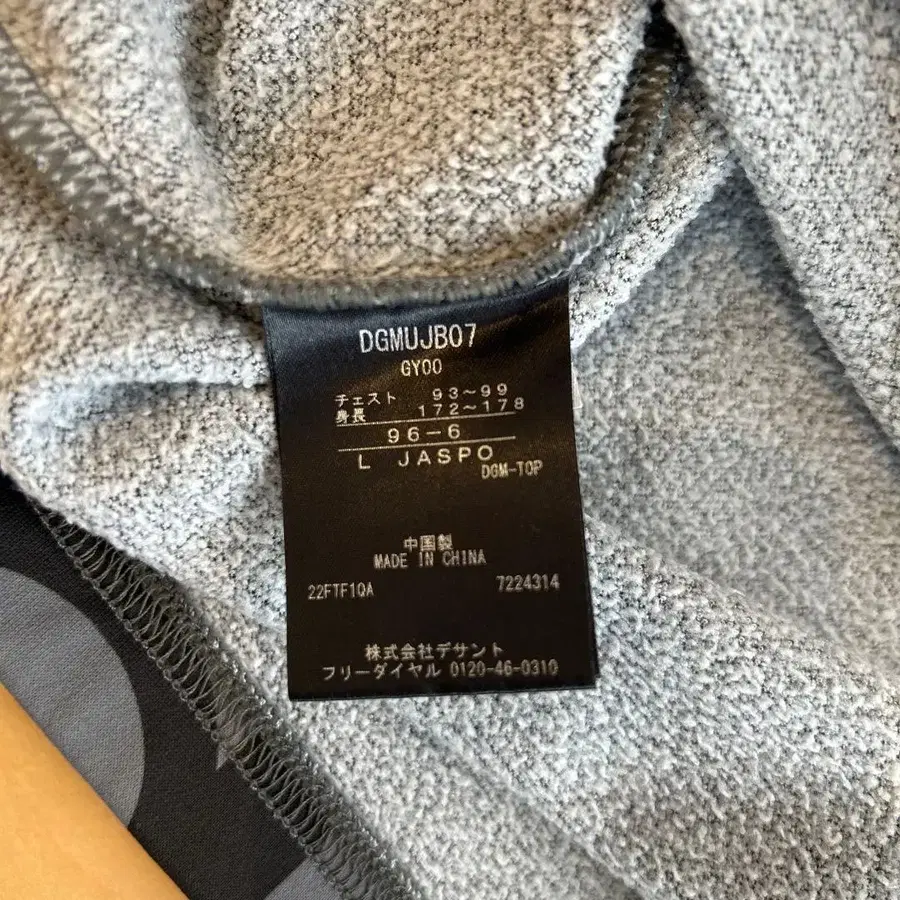 DGMUJB07
GY00
チェスト 93~99
身長 172~178
96-6
L JASPO
DGM-TOP
中国製
MADE IN CHINA
22FTF1QA 7224314
株式会社デサント
フリーダイヤル 0120-46-0310